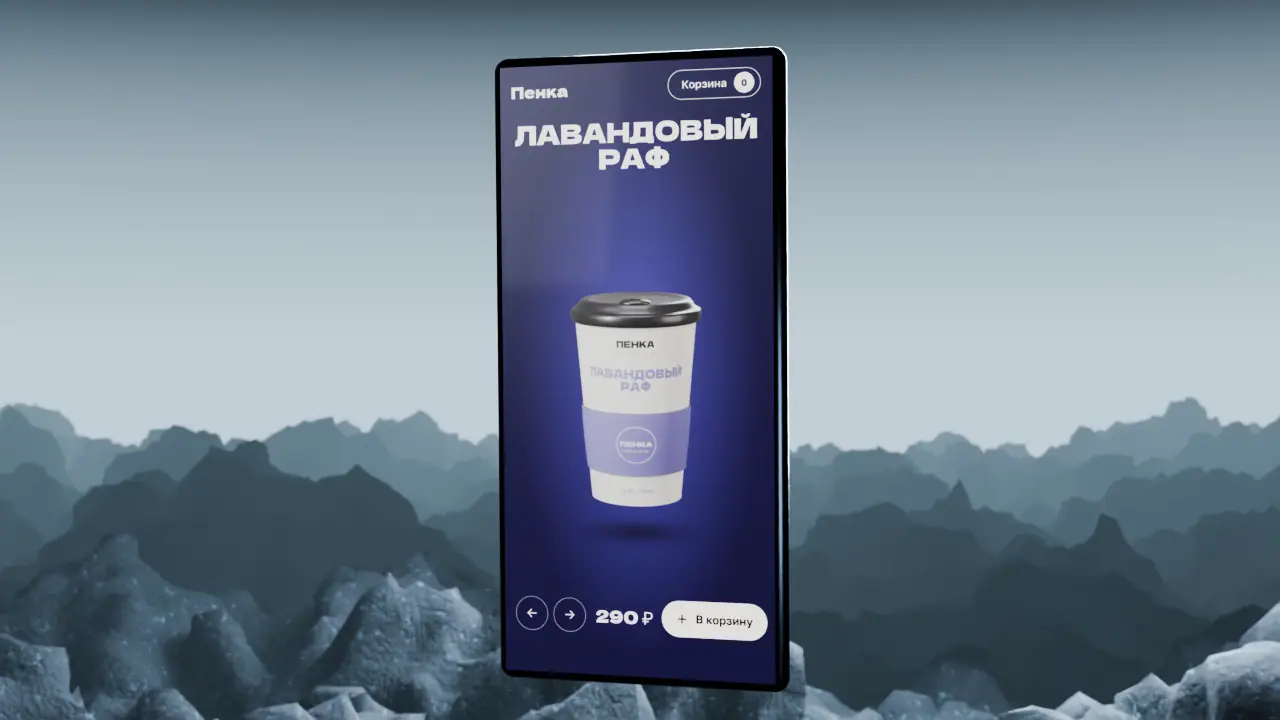 Пенка
Корзина 0
ЛАВАНДОВЫЙ
РАФ
ПЕНКА
ЛАВАНДОВЫЙ
РАФ
ПЕНКА
290 ₽
+ В корзину